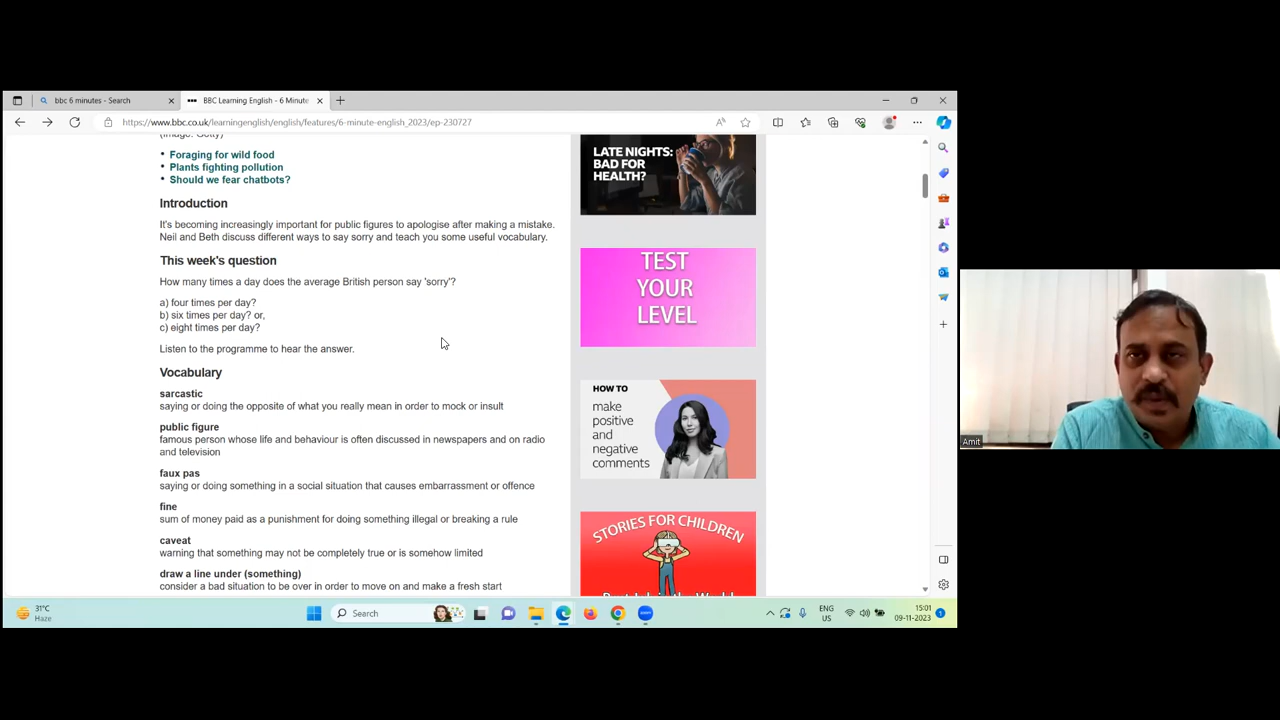 bbc 6 minutes - Search
BBC Learning English - 6 Minute
https://www.bbc.co.uk/learningenglish/english/features/6-minute-english_2023/ep-230727
Foraging for wild food
Plants fighting pollution
Should we fear chatbots?
Introduction
It's becoming increasingly important for public figures to apologise after making a mistake.
Neil and Beth discuss different ways to say sorry and teach you some useful vocabulary.
This week's question
How many times a day does the average British person say 'sorry'?
a) four times per day?
b) six times per day? or,
c) eight times per day?
Listen to the programme to hear the answer.
Vocabulary
sarcastic
saying or doing the opposite of what you really mean in order to mock or insult
public figure
famous person whose life and behaviour is often discussed in newspapers and on radio
and television
faux pas
saying or doing something in a social situation that causes embarrassment or offence
fine
sum of money paid as a punishment for doing something illegal or breaking a rule
caveat
warning that something may not be completely true or is somehow limited
draw a line under (something)
consider a bad situation to be over in order to move on and make a fresh start
LATE NIGHTS:
BAD FOR
HEALTH?
TEST
YOUR
LEVEL
HOW TO
make
positive
and
negative
comments
STORIES FOR CHILDREN
Amit
31°C
Haze
Search
ENG
US
15:01
09-11-2023